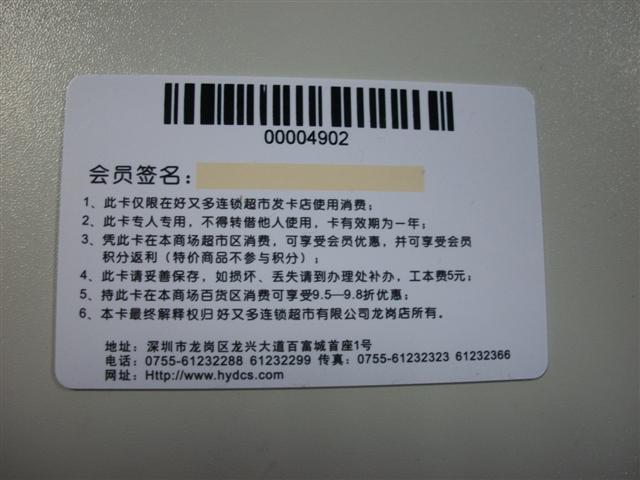 00004902
会员签名:
1、此卡仅限在好又多连锁超市发卡店使用消费;
2、此卡专人专用,不得转借他人使用,卡有效期为一年;
3、凭此卡在本商场超市区消费,可享受会员优惠,并可享受会员
积分返利(特价商品不参与积分);
4、此卡请妥善保存,如损坏、丢失请到办理处补办,工本费5元;
5、持此卡在本商场百货区消费可享受9.5—9.8折优惠;
6、本卡最终解释权归好又多连锁超市有限公司龙岗店所有.
地址:深圳市龙岗区龙兴大道百富城首座1号
电话:0755-61232288 61232299 传真:0755-61232323 61232366
网址:Http://www.hydcs.com